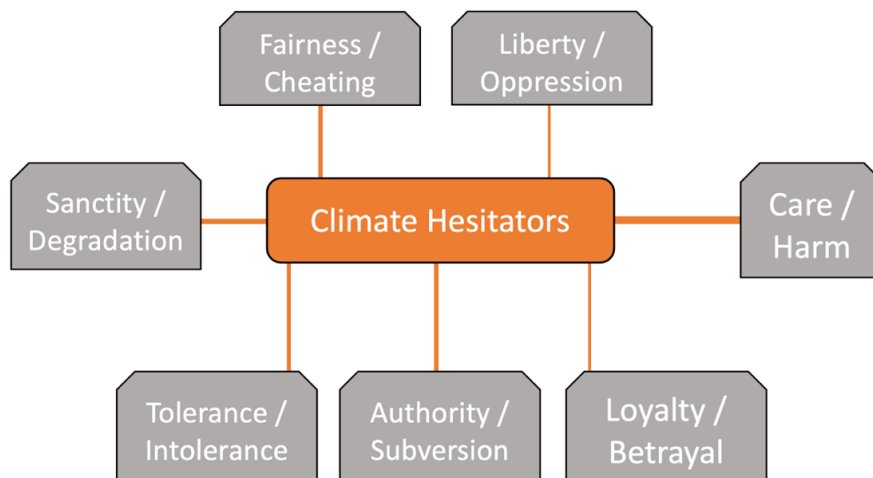 Fairness /
Cheating
Liberty /
Oppression
Sanctity /
Degradation
Climate Hesitators
Care /
Harm
Tolerance /
Intolerance
Authority /
Subversion
Loyalty /
Betrayal